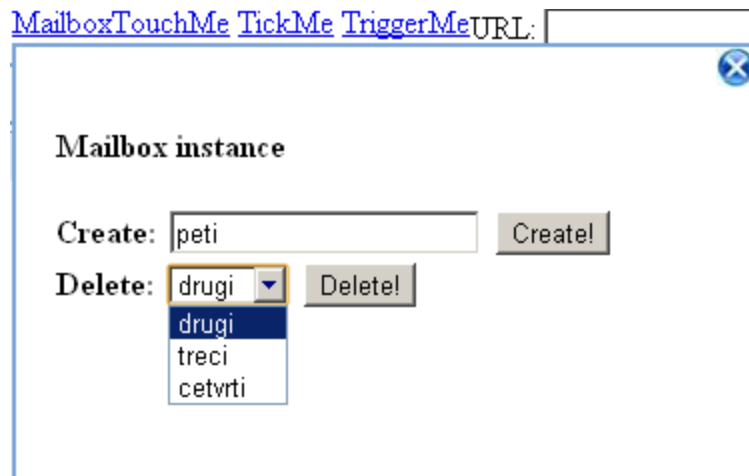 MailboxTouchMe TickMe TriggerMeURL:
Mailbox instance
Create: peti Create!
Delete: drugi Delete!
drugi
treci
cetvrti